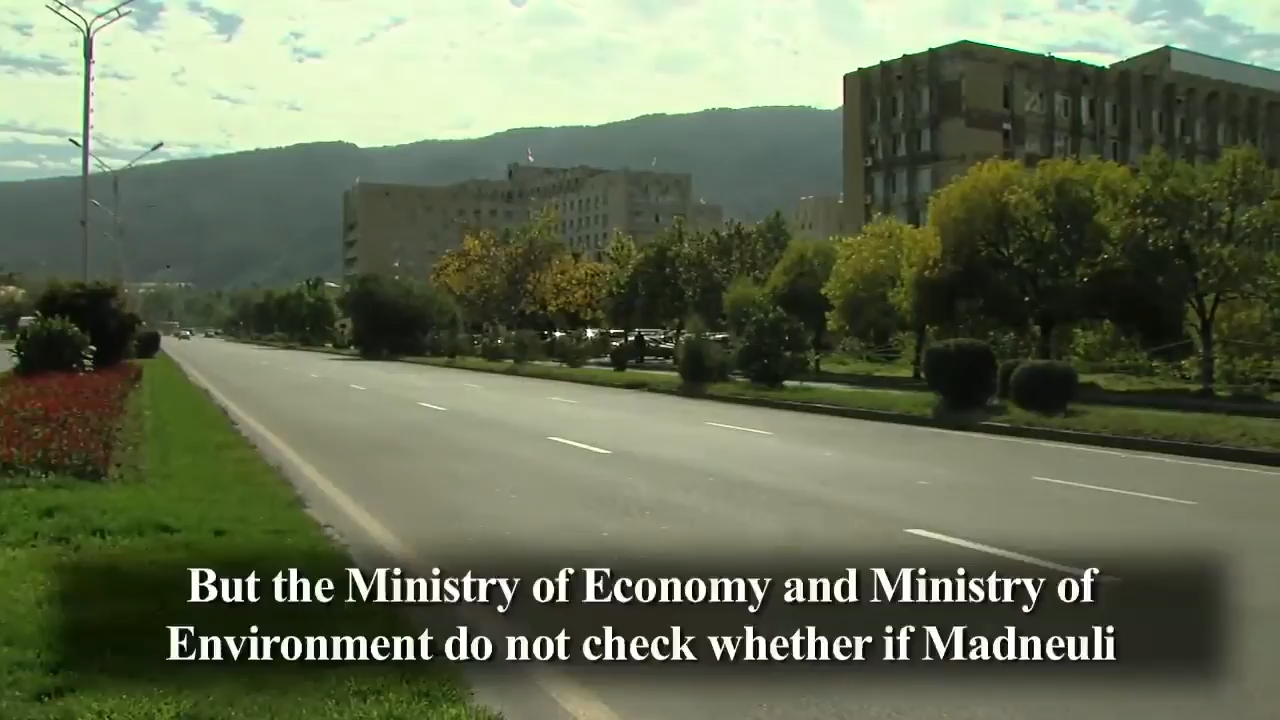 But the Ministry of Economy and Ministry of
Environment do not check whether if Madneuli